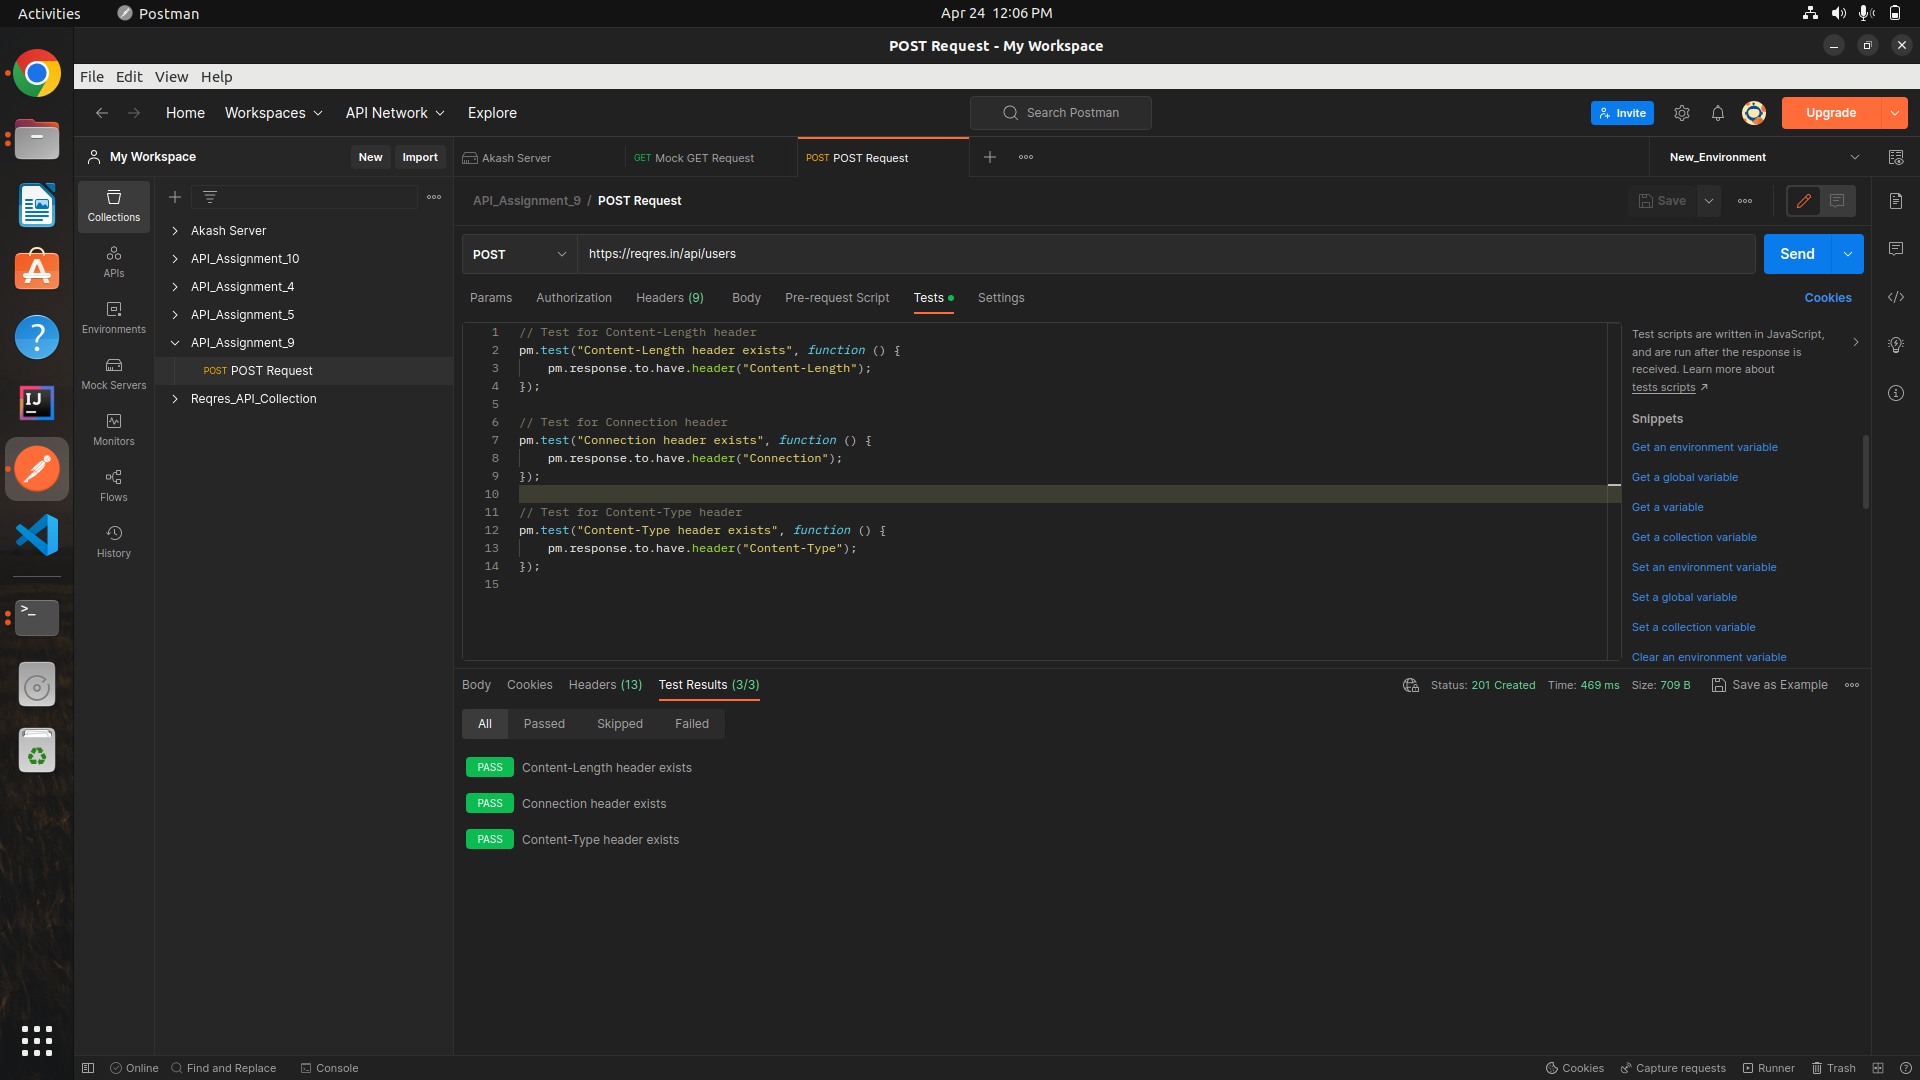 Activities
Postman
Apr 24 12:06 PM
POST Request - My Workspace
File Edit View Help
Home
Workspaces
API Network
Explore
Search Postman
Invite
Upgrade
My Workspace
New
Import
Akash Server
GET Mock GET Request
POST POST Request
New_Environment
Collections
APIs
Environments
Mock Servers
Monitors
Flows
History
Akash Server
API_Assignment_10
API_Assignment_4
API_Assignment_5
API_Assignment_9
POST POST Request
Reqres_API_Collection
API_Assignment_9 / POST Request
Save
POST
https://reqres.in/api/users
Send
Params
Authorization
Headers (9)
Body
Pre-request Script
Tests
Settings
Cookies
1 // Test for Content-Length header
2 pm.test("Content-Length header exists", function () {
3 pm.response.to.have.header("Content-Length");
4 });
5
6 // Test for Connection header
7 pm.test("Connection header exists", function () {
8 pm.response.to.have.header("Connection");
9 });
10
11 // Test for Content-Type header
12 pm.test("Content-Type header exists", function () {
13 pm.response.to.have.header("Content-Type");
14 });
15
Test scripts are written in JavaScript,
and are run after the response is
received. Learn more about
tests scripts ↗
Snippets
Get an environment variable
Get a global variable
Get a variable
Get a collection variable
Set an environment variable
Set a global variable
Set a collection variable
Clear an environment variable
Body
Cookies
Headers (13)
Test Results (3/3)
Status: 201 Created
Time: 469 ms
Size: 709 B
Save as Example
All
Passed
Skipped
Failed
PASS Content-Length header exists
PASS Connection header exists
PASS Content-Type header exists
Online
Find and Replace
Console
Cookies
Capture requests
Runner
Trash